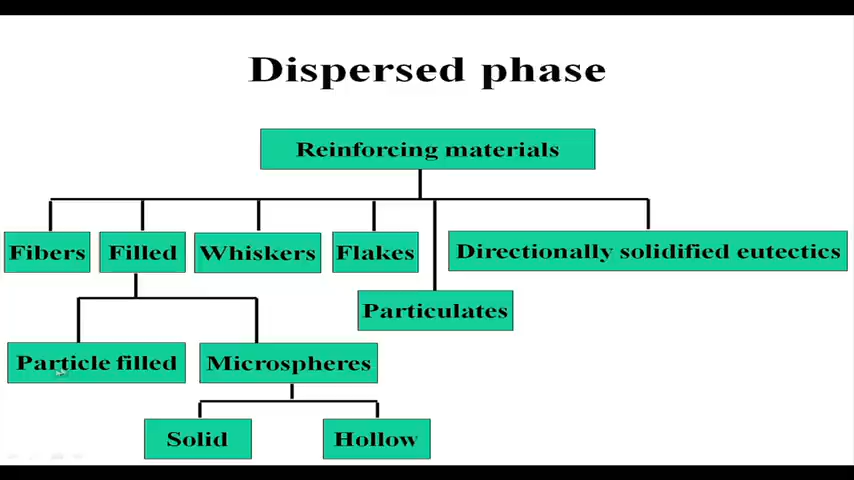 Dispersed phase
Reinforcing materials
Fibers
Filled
Whiskers
Flakes
Directionally solidified eutectics
Particulates
Particle filled
Microspheres
Solid
Hollow